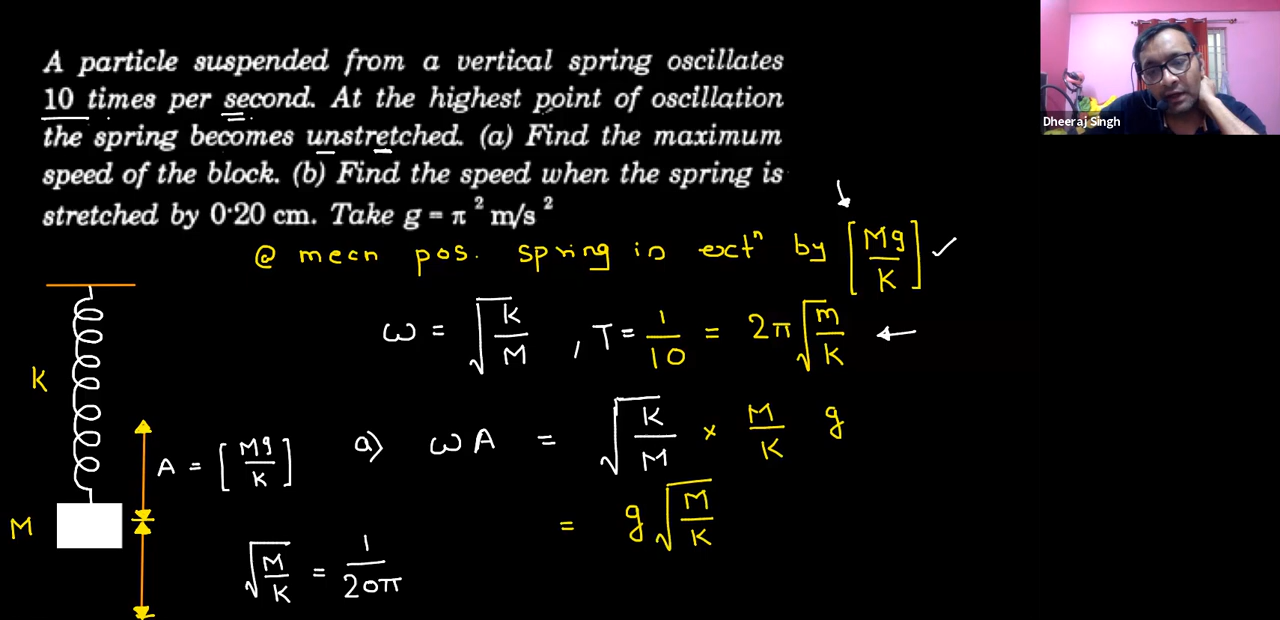 A particle suspended from a vertical spring oscillates
10 times per second. At the highest point of oscillation
the spring becomes unstretched. (a) Find the maximum
speed of the block. (b) Find the speed when the spring is
stretched by 0·20 cm. Take g = π² m/s²
Dheeraj Singh
@ mean pos. spring is extⁿ by [Mg/K] ✓
ω = √(K/M) , T = 1/10 = 2π√(m/K) ←
K
A = [Mg/K]
a) ωA = √(K/M) × M/K g
M
= g√(M/K)
√(M/K) = 1/20π